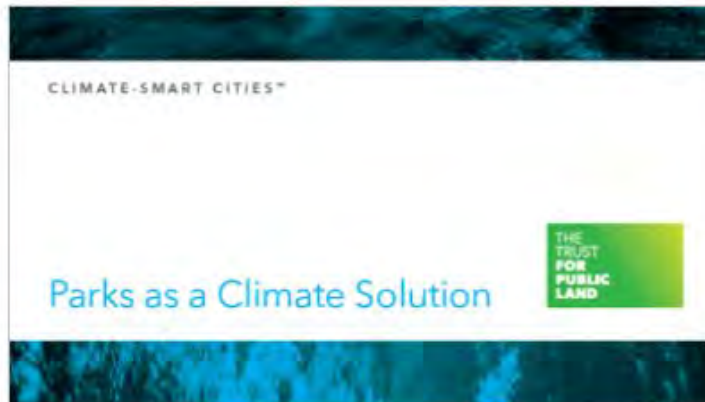 CLIMATE-SMART CITIES™
THE
TRUST
FOR
PUBLIC
LAND
Parks as a Climate Solution